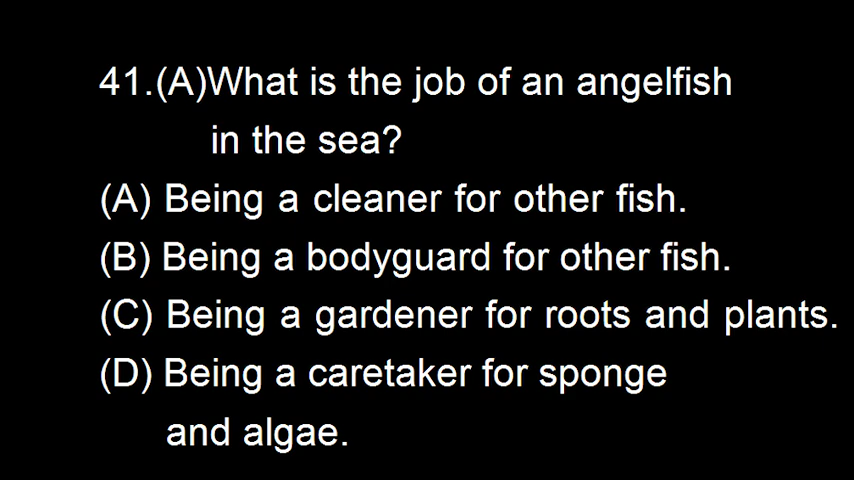 41.(A)What is the job of an angelfish
in the sea?
(A) Being a cleaner for other fish.
(B) Being a bodyguard for other fish.
(C) Being a gardener for roots and plants.
(D) Being a caretaker for sponge
and algae.